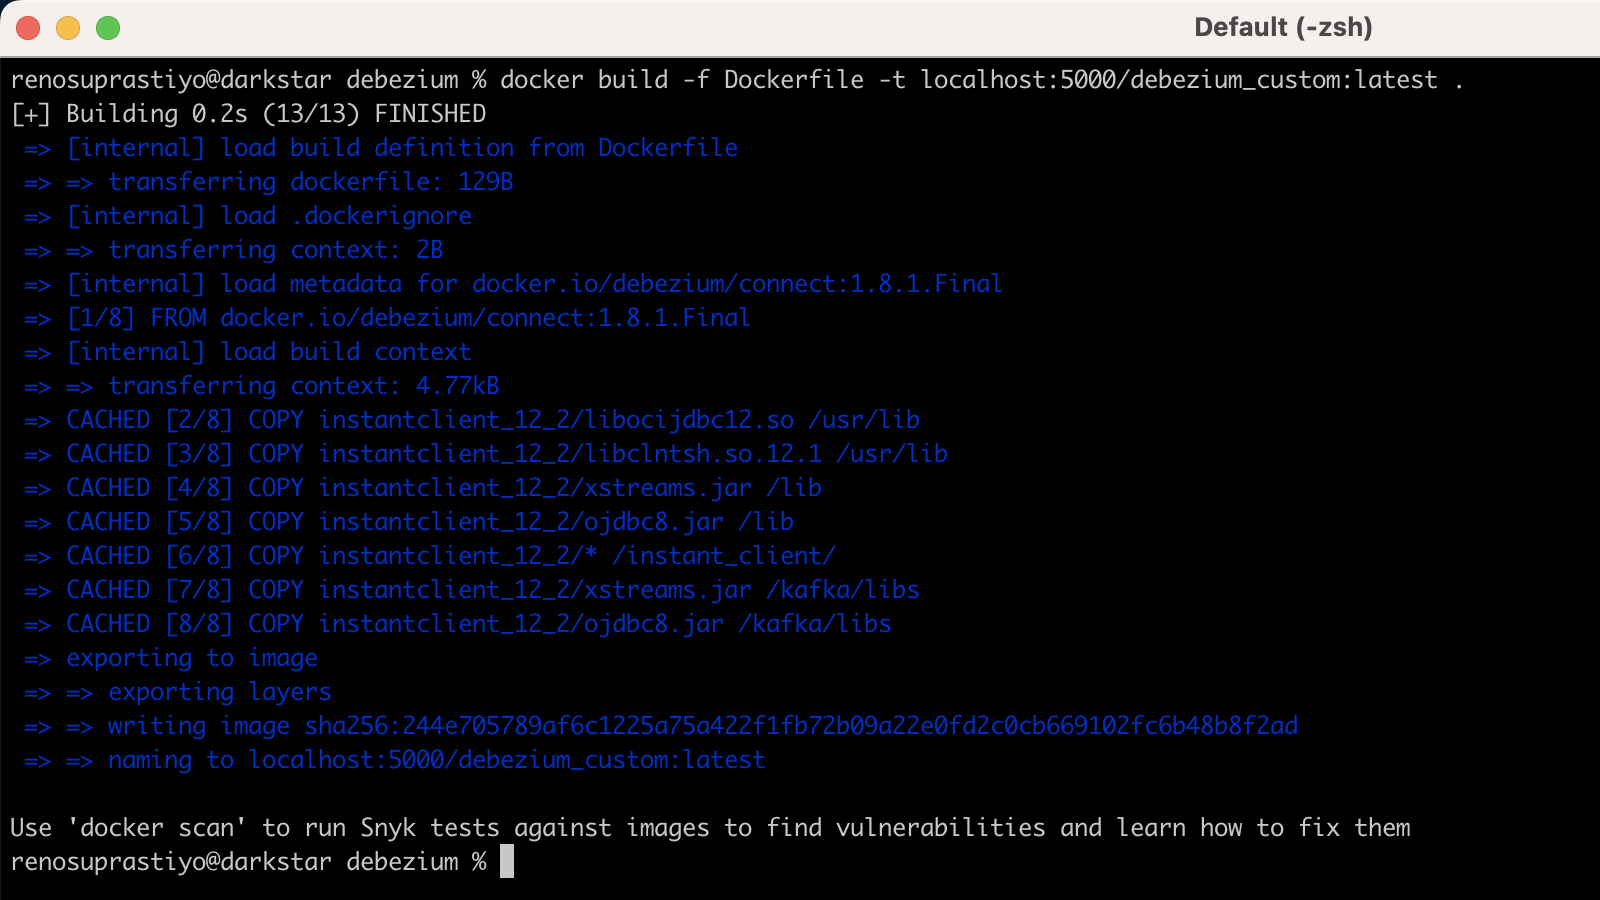 Default (-zsh)
renosuprastiyo@darkstar debezium % docker build -f Dockerfile -t localhost:5000/debezium_custom:latest .
[+] Building 0.2s (13/13) FINISHED
=> [internal] load build definition from Dockerfile
=> => transferring dockerfile: 129B
=> [internal] load .dockerignore
=> => transferring context: 2B
=> [internal] load metadata for docker.io/debezium/connect:1.8.1.Final
=> [1/8] FROM docker.io/debezium/connect:1.8.1.Final
=> [internal] load build context
=> => transferring context: 4.77kB
=> CACHED [2/8] COPY instantclient_12_2/libocijdbc12.so /usr/lib
=> CACHED [3/8] COPY instantclient_12_2/libclntsh.so.12.1 /usr/lib
=> CACHED [4/8] COPY instantclient_12_2/xstreams.jar /lib
=> CACHED [5/8] COPY instantclient_12_2/ojdbc8.jar /lib
=> CACHED [6/8] COPY instantclient_12_2/* /instant_client/
=> CACHED [7/8] COPY instantclient_12_2/xstreams.jar /kafka/libs
=> CACHED [8/8] COPY instantclient_12_2/ojdbc8.jar /kafka/libs
=> exporting to image
=> => exporting layers
=> => writing image sha256:244e705789af6c1225a75a422f1fb72b09a22e0fd2c0cb669102fc6b48b8f2ad
=> => naming to localhost:5000/debezium_custom:latest
Use 'docker scan' to run Snyk tests against images to find vulnerabilities and learn how to fix them
renosuprastiyo@darkstar debezium %